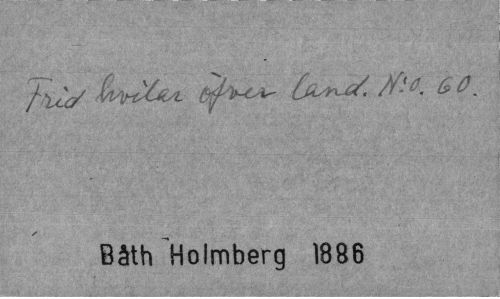 Frid hvilar öfver land. N:o. 60.
Båth Holmberg 1886